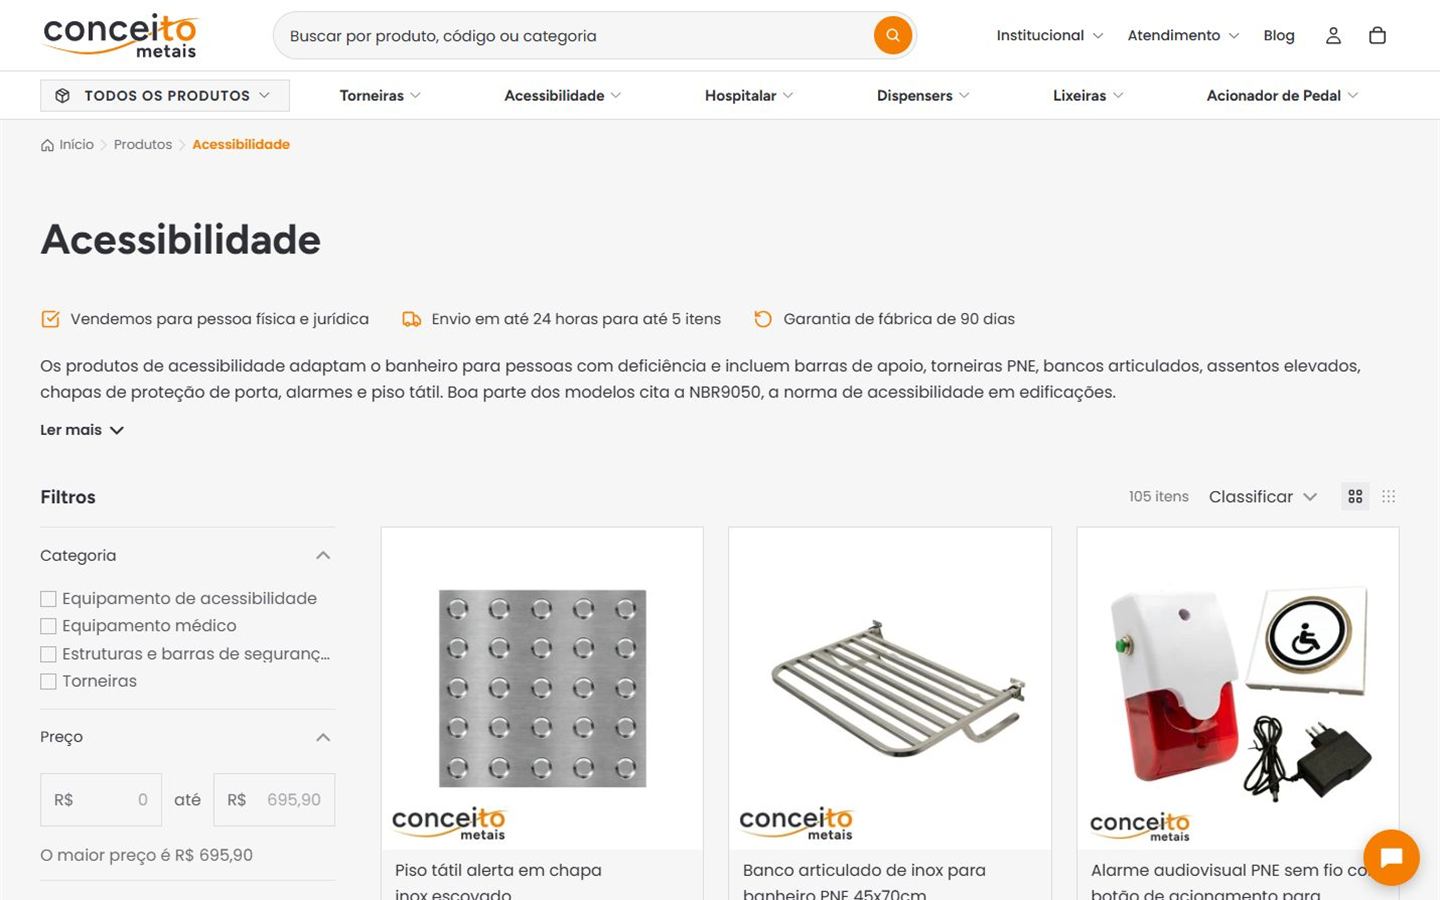 conceito
metais
Buscar por produto, código ou categoria
Institucional
Atendimento
Blog
TODOS OS PRODUTOS
Torneiras
Acessibilidade
Hospitalar
Dispensers
Lixeiras
Acionador de Pedal
Início
Produtos
Acessibilidade
Acessibilidade
Vendemos para pessoa física e jurídica
Envio em até 24 horas para até 5 itens
Garantia de fábrica de 90 dias
Os produtos de acessibilidade adaptam o banheiro para pessoas com deficiência e incluem barras de apoio, torneiras PNE, bancos articulados, assentos elevados,
chapas de proteção de porta, alarmes e piso tátil. Boa parte dos modelos cita a NBR9050, a norma de acessibilidade em edificações.
Ler mais
Filtros
105 itens
Classificar
Categoria
Equipamento de acessibilidade
Equipamento médico
Estruturas e barras de seguranç...
Torneiras
Preço
R$ 0 até R$ 695,90
O maior preço é R$ 695,90
conceito
metais
Piso tátil alerta em chapa
inox escovado
conceito
metais
Banco articulado de inox para
banheiro PNE 45x70cm
conceito
metais
Alarme audiovisual PNE sem fio co
botão de acionamento para